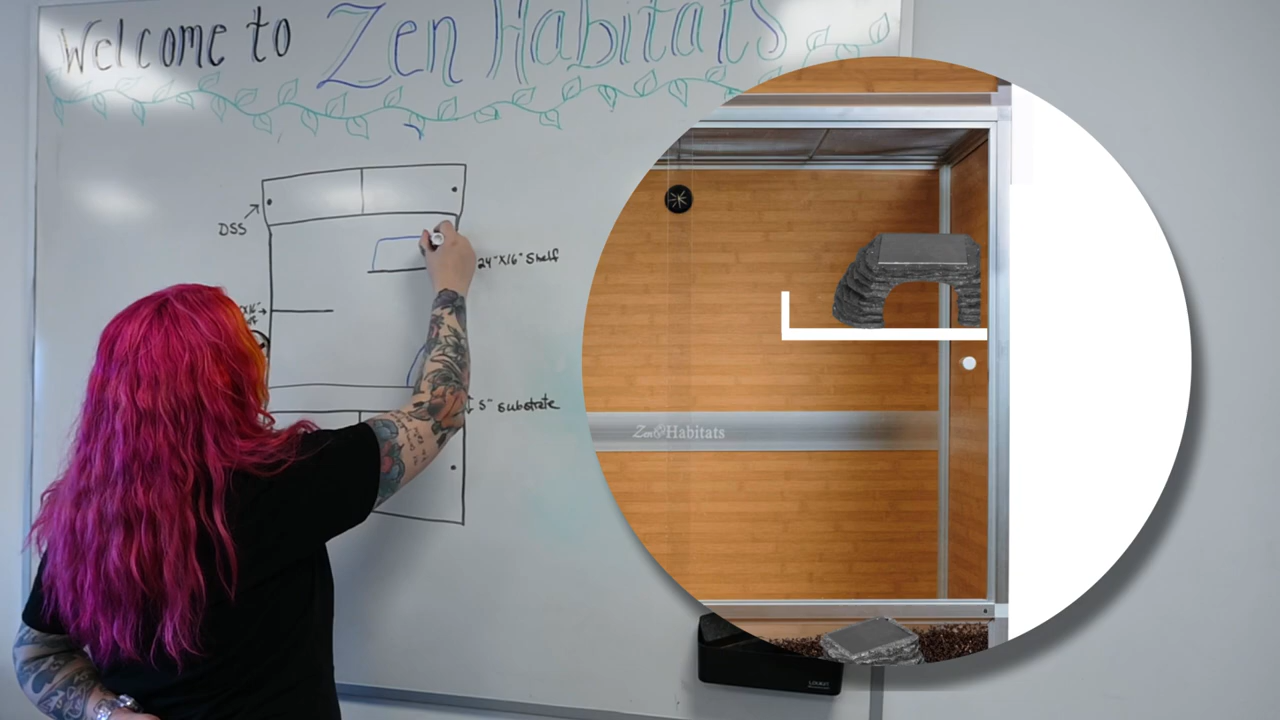 Welcome to Zen Habitats
DSS
24"X16" Shelf
5" substrate
Zen Habitats